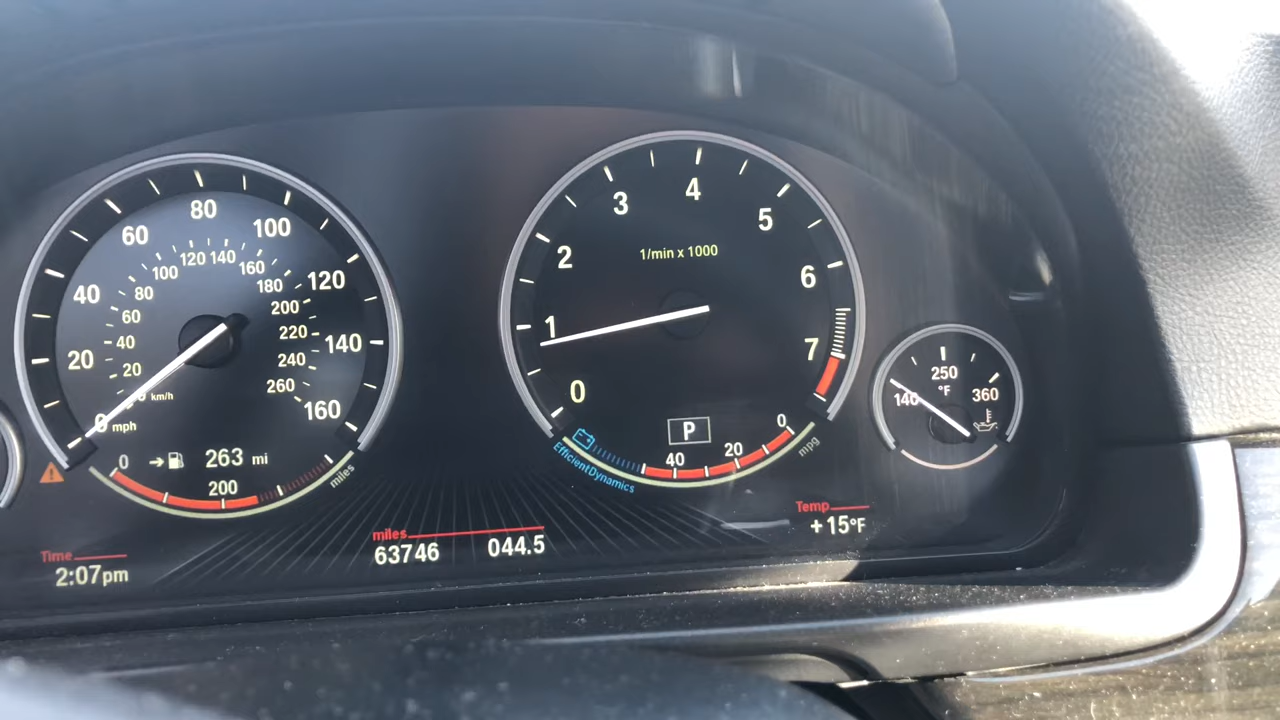 80
60
100
40
120
20
140
0 mph
160
120 140
100
160
80
180
60
200
40
220
20
240
km/h
260
0
263 mi
200
miles
4
3
5
2
1/min x 1000
6
1
7
0
P
0
20
40
mpg
EfficientDynamics
250
°F
140
360
Time
2:07pm
miles
63746 044.5
Temp
+15°F